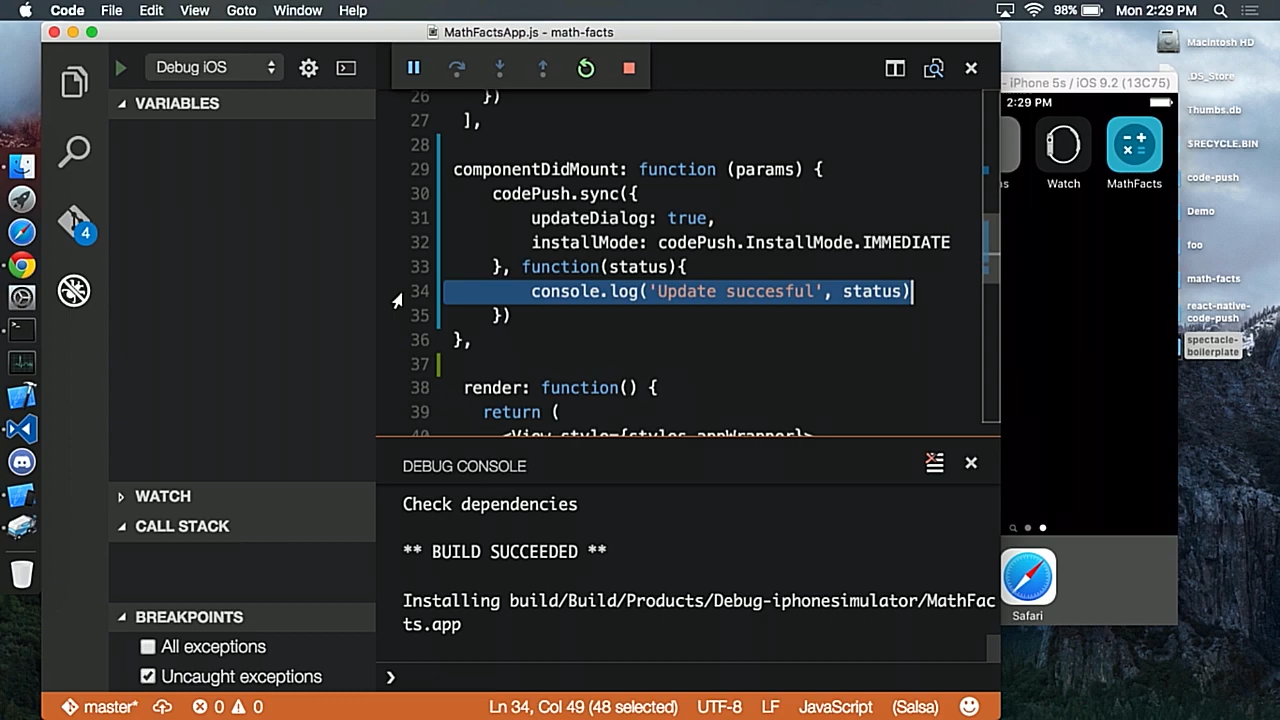 Code File Edit View Goto Window Help
98% Mon 2:29 PM
MathFactsApp.js - math-facts
Debug iOS
VARIABLES
WATCH
CALL STACK
BREAKPOINTS
All exceptions
Uncaught exceptions
4
26 })
27 ],
28
29 componentDidMount: function (params) {
30 codePush.sync({
31 updateDialog: true,
32 installMode: codePush.InstallMode.IMMEDIATE
33 }, function(status){
34 console.log('Update succesful', status)
35 })
36 },
37
38 render: function() {
39 return (
40 <View style={styles.appWrapper}>
DEBUG CONSOLE
Check dependencies
** BUILD SUCCEEDED **
Installing build/Build/Products/Debug-iphonesimulator/MathFac
ts.app
master* 0 0
Ln 34, Col 49 (48 selected) UTF-8 LF JavaScript (Salsa)
- iPhone 5s / iOS 9.2 (13C75)
2:29 PM
s Watch MathFacts
Safari
Macintosh HD
.DS_Store
Thumbs.db
$RECYCLE.BIN
code-push
Demo
foo
math-facts
react-native-
code-push
spectacle-
boilerplate